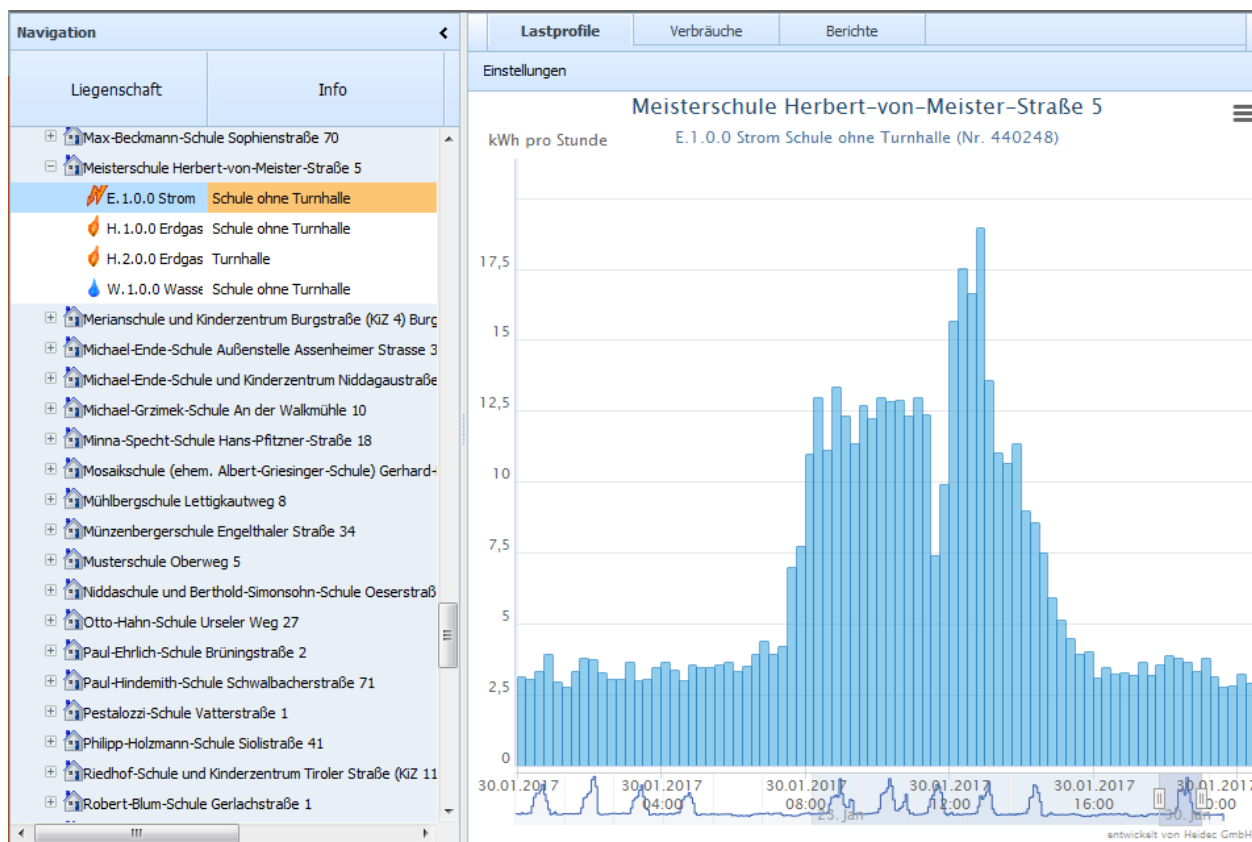 Navigation
Liegenschaft Info
Max-Beckmann-Schule Sophienstraße 70
Meisterschule Herbert-von-Meister-Straße 5
E.1.0.0 Strom Schule ohne Turnhalle
H.1.0.0 Erdgas Schule ohne Turnhalle
H.2.0.0 Erdgas Turnhalle
W.1.0.0 Wasse Schule ohne Turnhalle
Merianschule und Kinderzentrum Burgstraße (KiZ 4) Burg
Michael-Ende-Schule Außenstelle Assenheimer Strasse 3
Michael-Ende-Schule und Kinderzentrum Niddagaustraße
Michael-Grzimek-Schule An der Walkmühle 10
Minna-Specht-Schule Hans-Pfitzner-Straße 18
Mosaikschule (ehem. Albert-Griesinger-Schule) Gerhard-
Mühlbergschule Lettigkautweg 8
Münzenbergerschule Engelthaler Straße 34
Musterschule Oberweg 5
Niddaschule und Berthold-Simonsohn-Schule Oeserstraß
Otto-Hahn-Schule Urseler Weg 27
Paul-Ehrlich-Schule Brüningstraße 2
Paul-Hindemith-Schule Schwalbacherstraße 71
Pestalozzi-Schule Vatterstraße 1
Philipp-Holzmann-Schule Siolistraße 41
Riedhof-Schule und Kinderzentrum Tiroler Straße (KiZ 11
Robert-Blum-Schule Gerlachstraße 1
Lastprofile Verbräuche Berichte
Einstellungen
Meisterschule Herbert-von-Meister-Straße 5
kWh pro Stunde
E.1.0.0 Strom Schule ohne Turnhalle (Nr. 440248)
17,5
15
12,5
10
7,5
5
2,5
0
30.01.2017 30.01.2017 30.01.2017 30.01.2017 30.01.2017 30.01.2017
04:00 08:00 12:00 16:00 20:00
23. Jan 30. Jan
entwickelt von Heidec GmbH